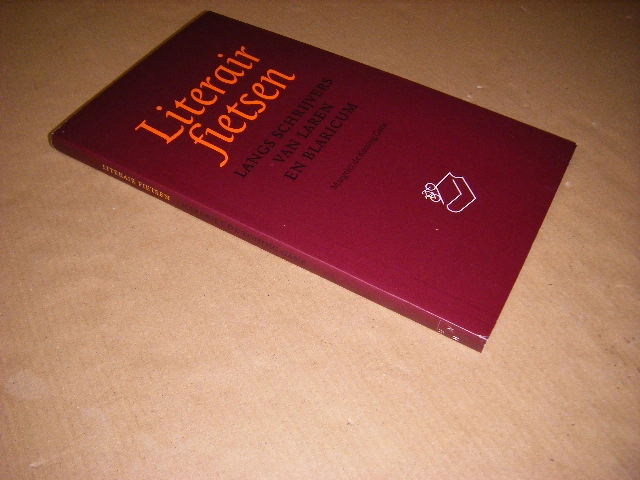 Literair
fietsen
LANGS SCHRIJVERS
VAN LAREN
EN BLARICUM
LITERAIR FIETSEN